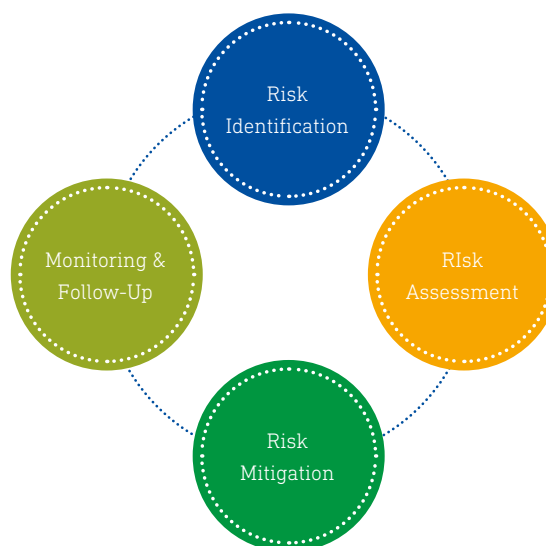 Risk
Identification
RIsk
Assessment
Risk
Mitigation
Monitoring &
Follow-Up